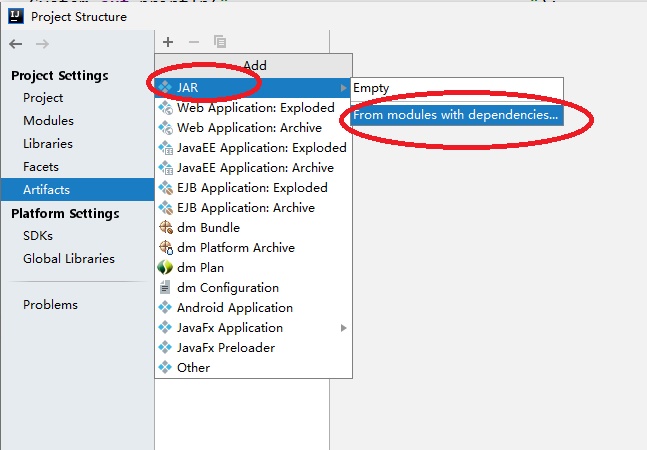 IJ
Project Structure
Add
Project Settings
Project
Modules
Libraries
Facets
Artifacts
Platform Settings
SDKs
Global Libraries
Problems
JAR
Web Application: Exploded
Web Application: Archive
JavaEE Application: Exploded
JavaEE Application: Archive
EJB Application: Exploded
EJB Application: Archive
dm Bundle
dm Platform Archive
dm Plan
dm Configuration
Android Application
JavaFx Application
JavaFx Preloader
Other
Empty
From modules with dependencies...